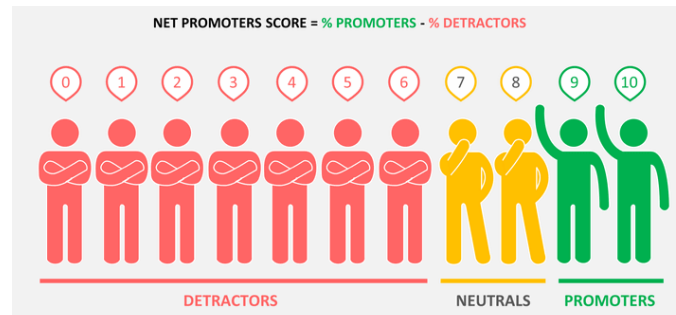 NET PROMOTERS SCORE = % PROMOTERS - % DETRACTORS
0 1 2 3 4 5 6 7 8 9 10
DETRACTORS NEUTRALS PROMOTERS